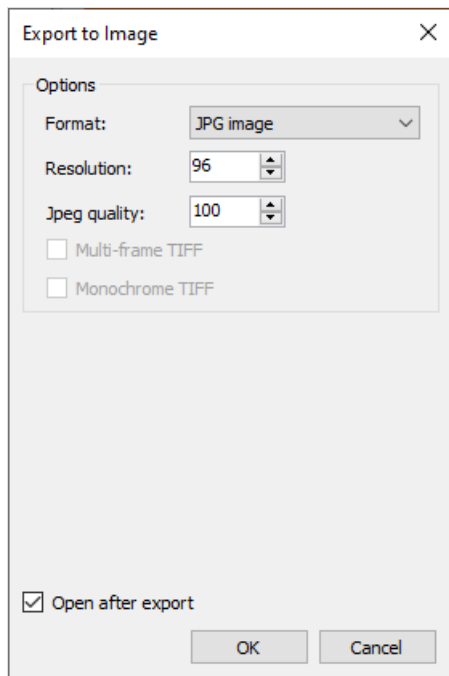 Export to Image
Options
Format: JPG image
Resolution: 96
Jpeg quality: 100
Multi-frame TIFF
Monochrome TIFF
Open after export
OK Cancel